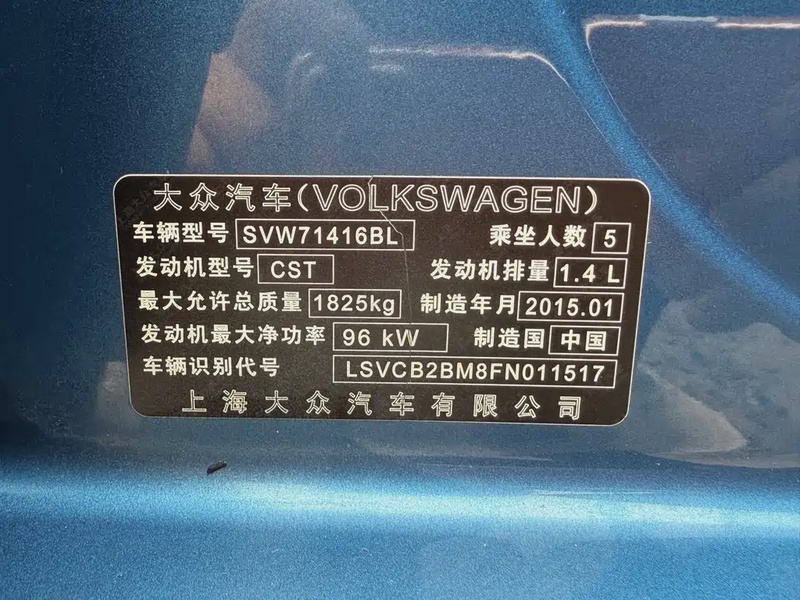 大众汽车(VOLKSWAGEN)
车辆型号 SVW71416BL 乘坐人数 5
发动机型号 CST 发动机排量 1.4 L
最大允许总质量 1825kg 制造年月 2015.01
发动机最大净功率 96 kW 制造国 中国
车辆识别代号 LSVCB2BM8FN011517
上海大众汽车有限公司